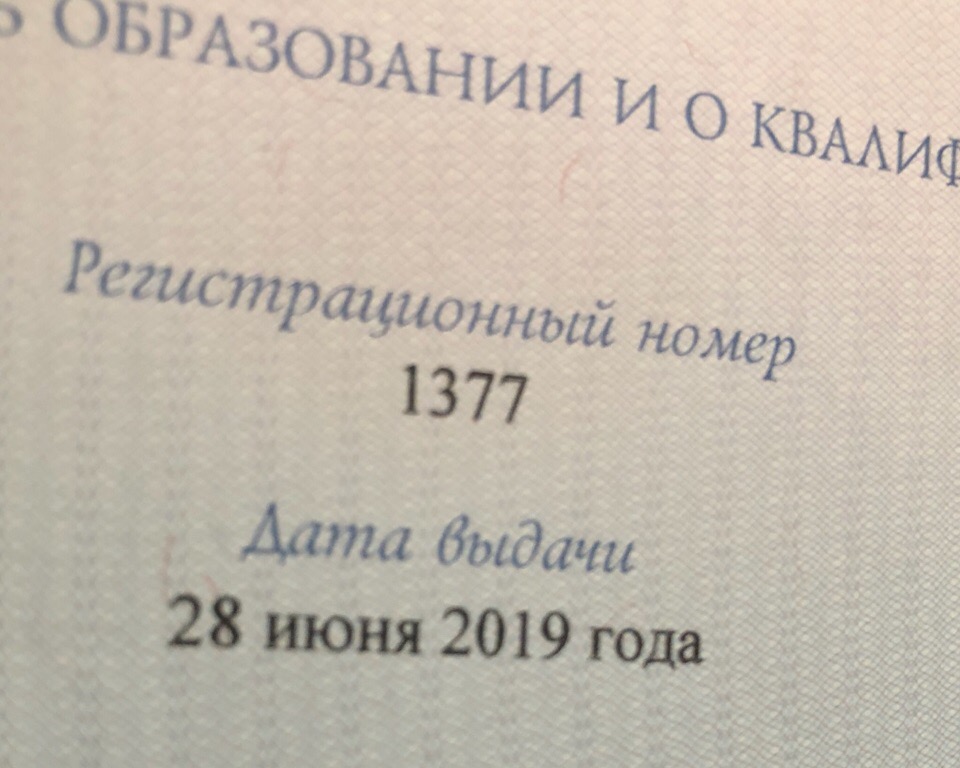 ОБРАЗОВАНИИ И О
Регистрационный номер
1377
Дата выдачи
28 июня 2019 года